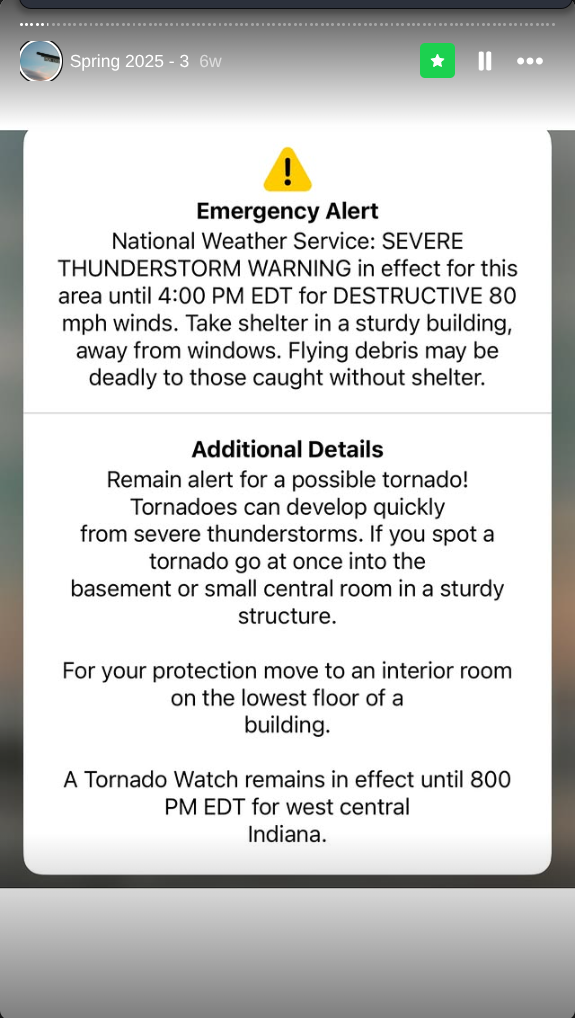 Spring 2025 - 3 6w
Emergency Alert
National Weather Service: SEVERE
THUNDERSTORM WARNING in effect for this
area until 4:00 PM EDT for DESTRUCTIVE 80
mph winds. Take shelter in a sturdy building,
away from windows. Flying debris may be
deadly to those caught without shelter.
Additional Details
Remain alert for a possible tornado!
Tornadoes can develop quickly
from severe thunderstorms. If you spot a
tornado go at once into the
basement or small central room in a sturdy
structure.
For your protection move to an interior room
on the lowest floor of a
building.
A Tornado Watch remains in effect until 800
PM EDT for west central
Indiana.